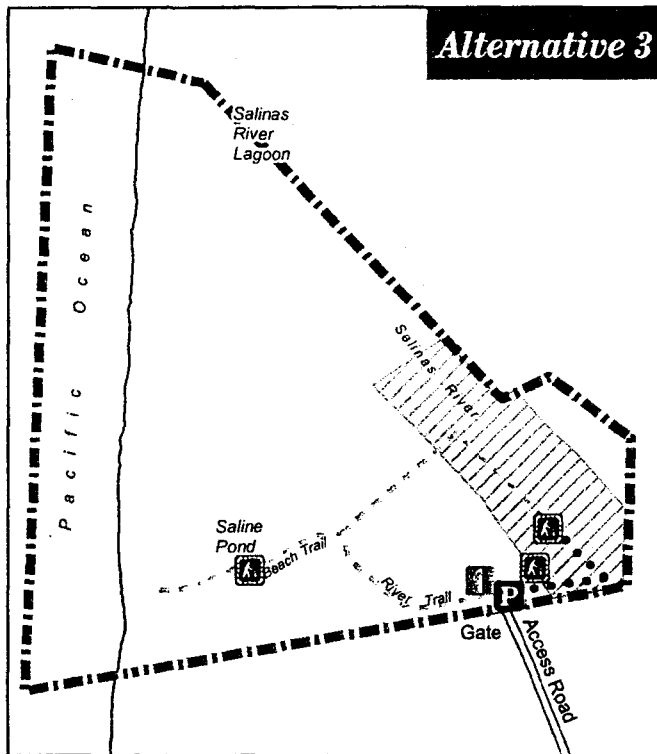 Alternative 3
Salinas
River
Lagoon
Pacific Ocean
Salinas River
Saline
Pond
Beach Trail
River Trail
P
Gate
Access Road